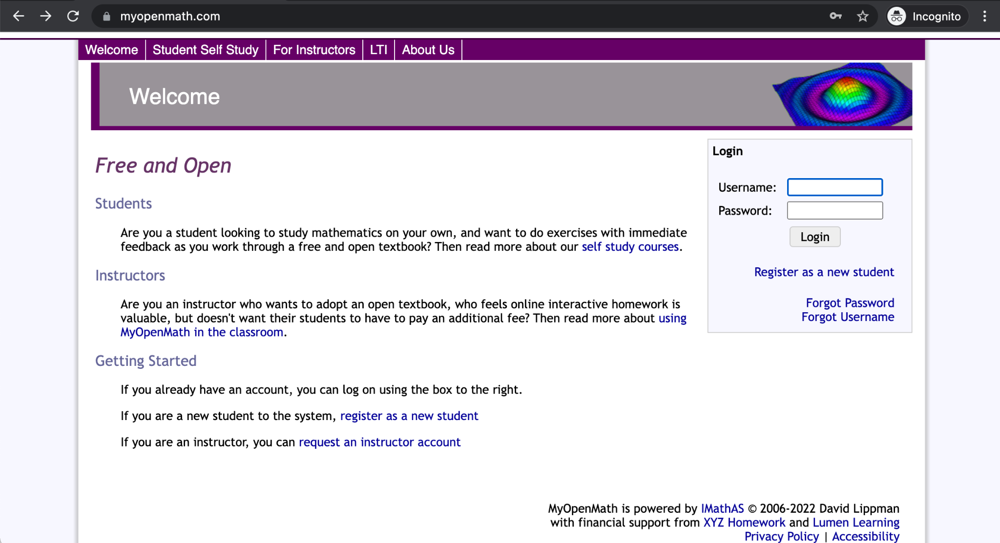 myopenmath.com
Incognito
Welcome
Student Self Study
For Instructors
LTI
About Us
Welcome
Free and Open
Students
Are you a student looking to study mathematics on your own, and want to do exercises with immediate
feedback as you work through a free and open textbook? Then read more about our self study courses.
Instructors
Are you an instructor who wants to adopt an open textbook, who feels online interactive homework is
valuable, but doesn't want their students to have to pay an additional fee? Then read more about using
MyOpenMath in the classroom.
Getting Started
If you already have an account, you can log on using the box to the right.
If you are a new student to the system, register as a new student
If you are an instructor, you can request an instructor account
Login
Username:
Password:
Login
Register as a new student
Forgot Password
Forgot Username
MyOpenMath is powered by IMathAS © 2006-2022 David Lippman
with financial support from XYZ Homework and Lumen Learning
Privacy Policy | Accessibility